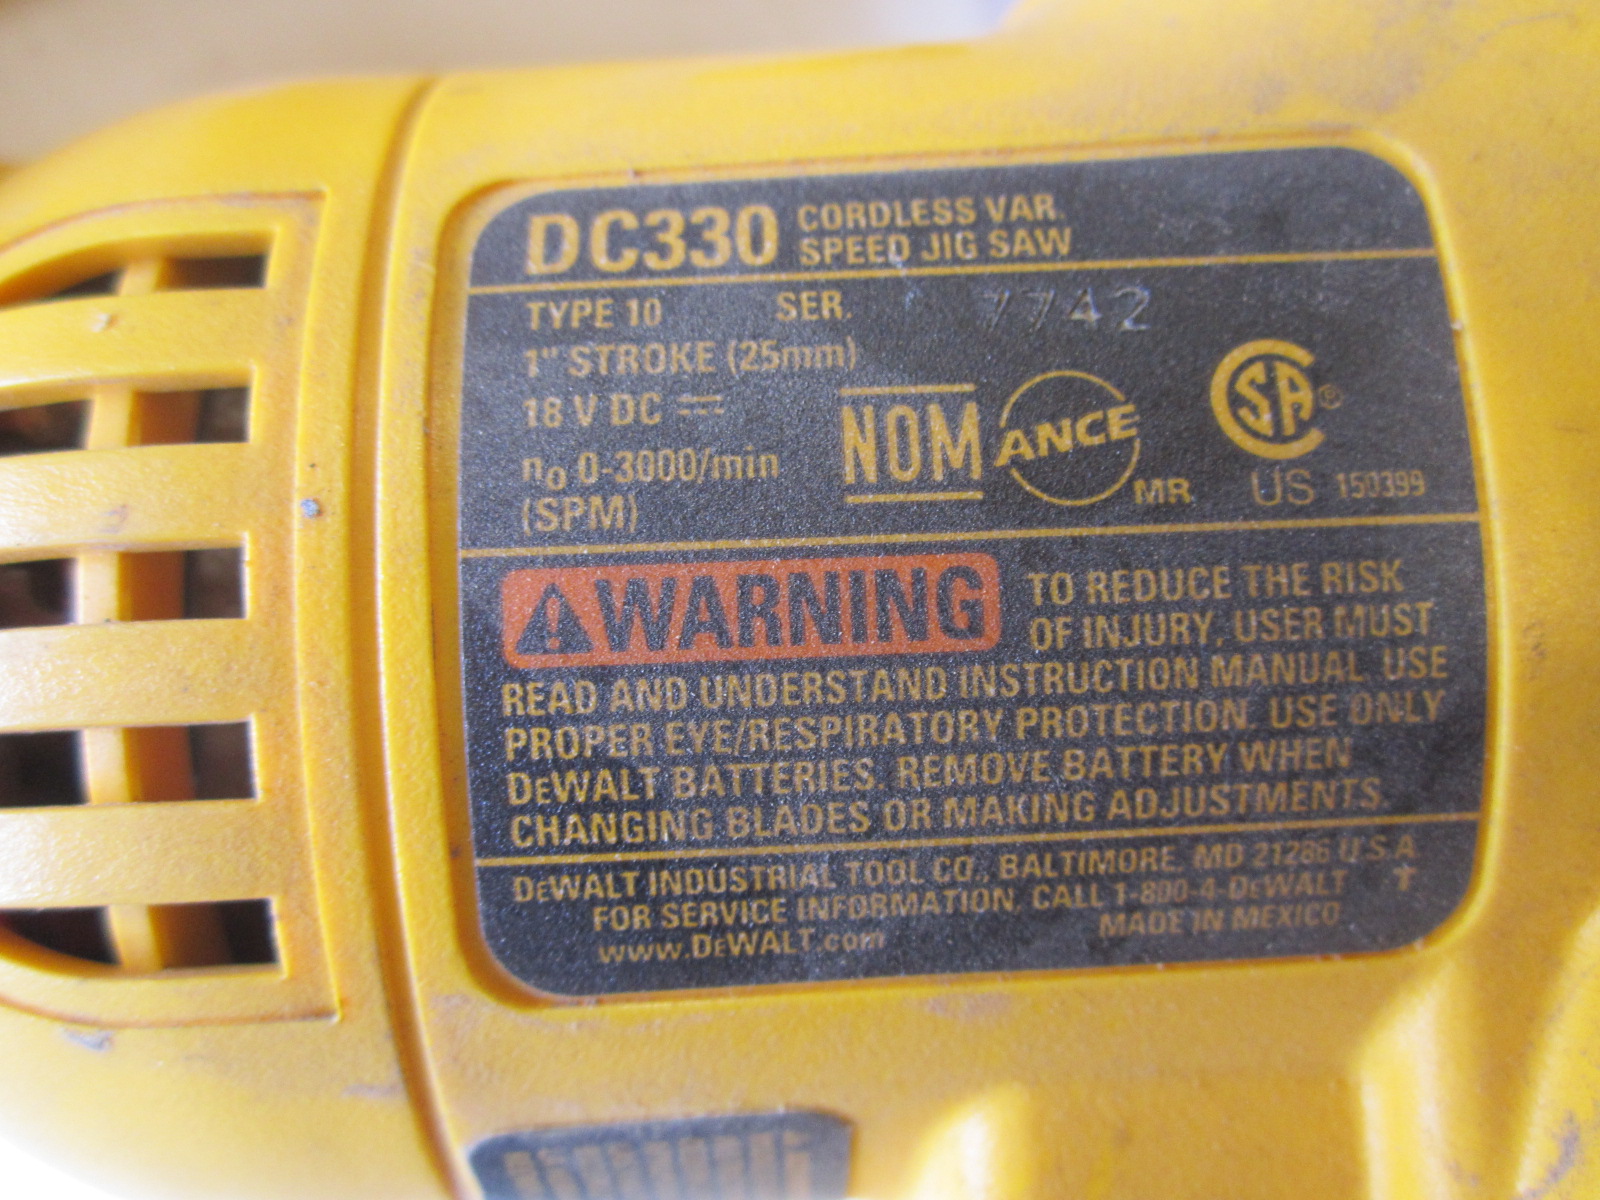 DC330 CORDLESS VAR.
SPEED JIG SAW
TYPE 10 SER. 7742
1" STROKE (25mm)
18 V DC ⎓
no 0-3000/min
(SPM)
NOM ANCE MR
CSA ® US 150399
⚠WARNING TO REDUCE THE RISK
OF INJURY, USER MUST
READ AND UNDERSTAND INSTRUCTION MANUAL. USE
PROPER EYE/RESPIRATORY PROTECTION. USE ONLY
DEWALT BATTERIES. REMOVE BATTERY WHEN
CHANGING BLADES OR MAKING ADJUSTMENTS.
DEWALT INDUSTRIAL TOOL CO., BALTIMORE, MD 21286 U.S.A.
FOR SERVICE INFORMATION, CALL 1-800-4-DEWALT
www.DEWALT.com MADE IN MEXICO